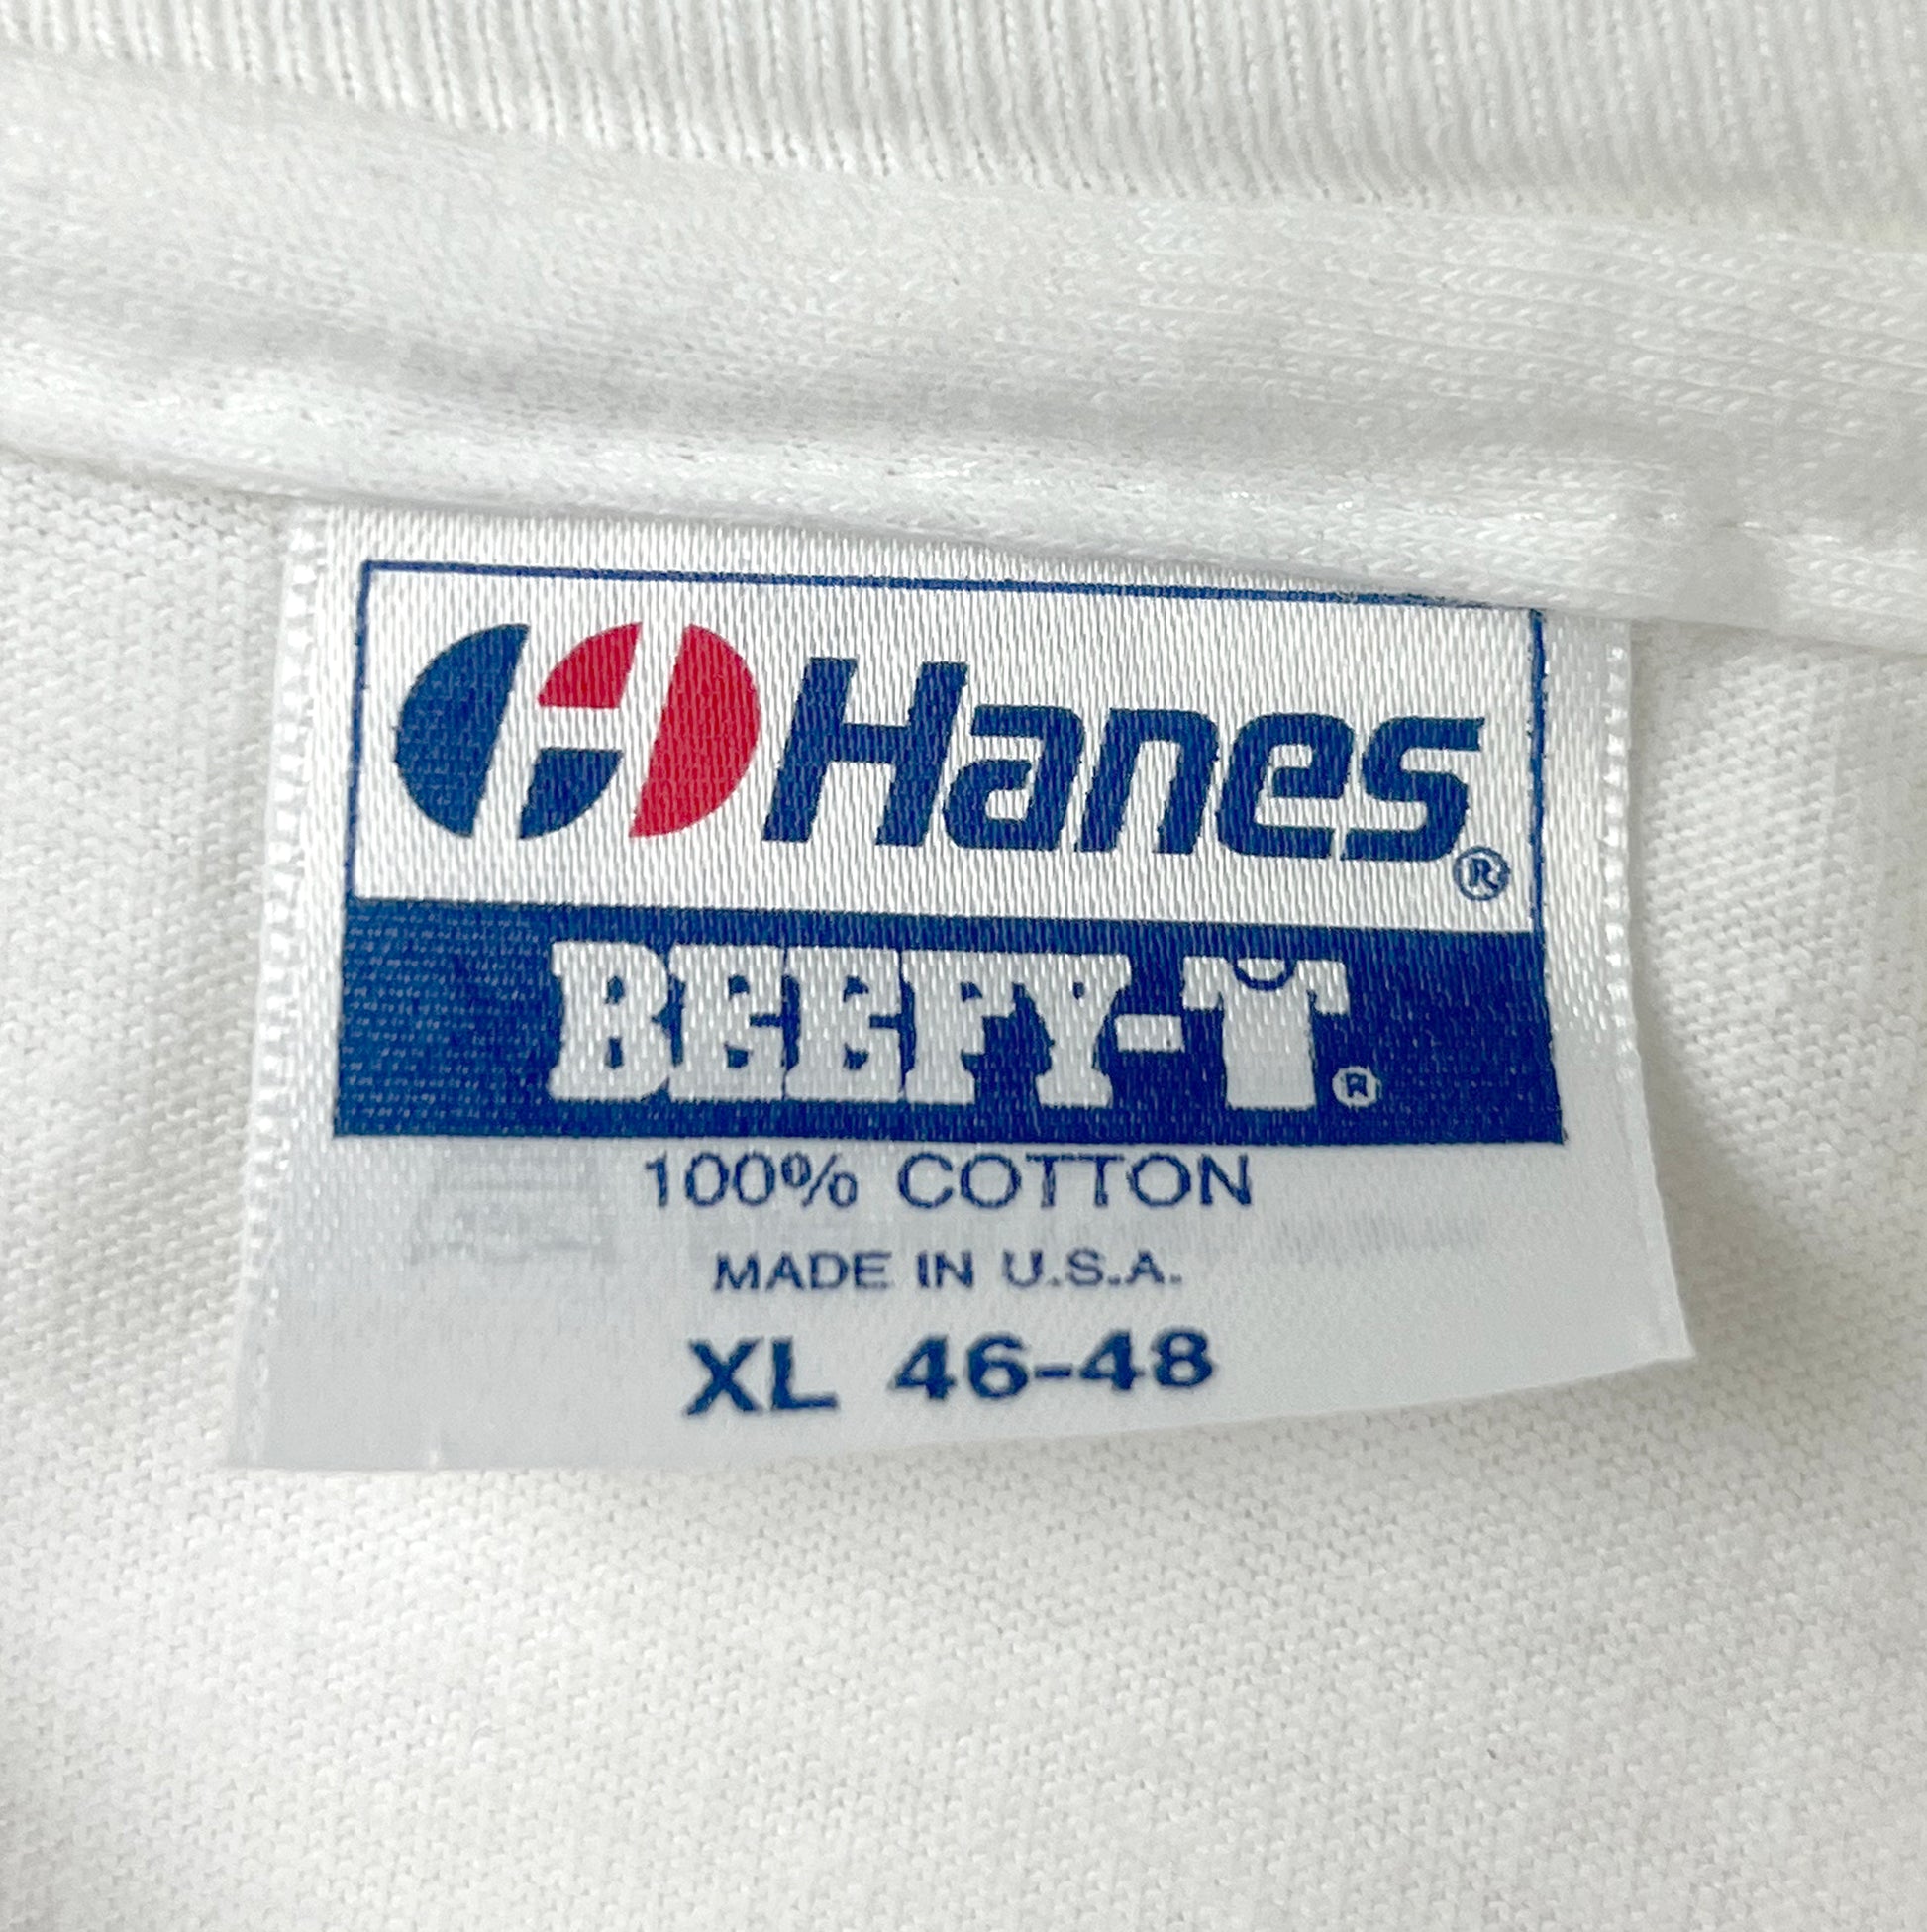 Hanes®
BEEFY-T®
100% COTTON
MADE IN U.S.A.
XL 46-48